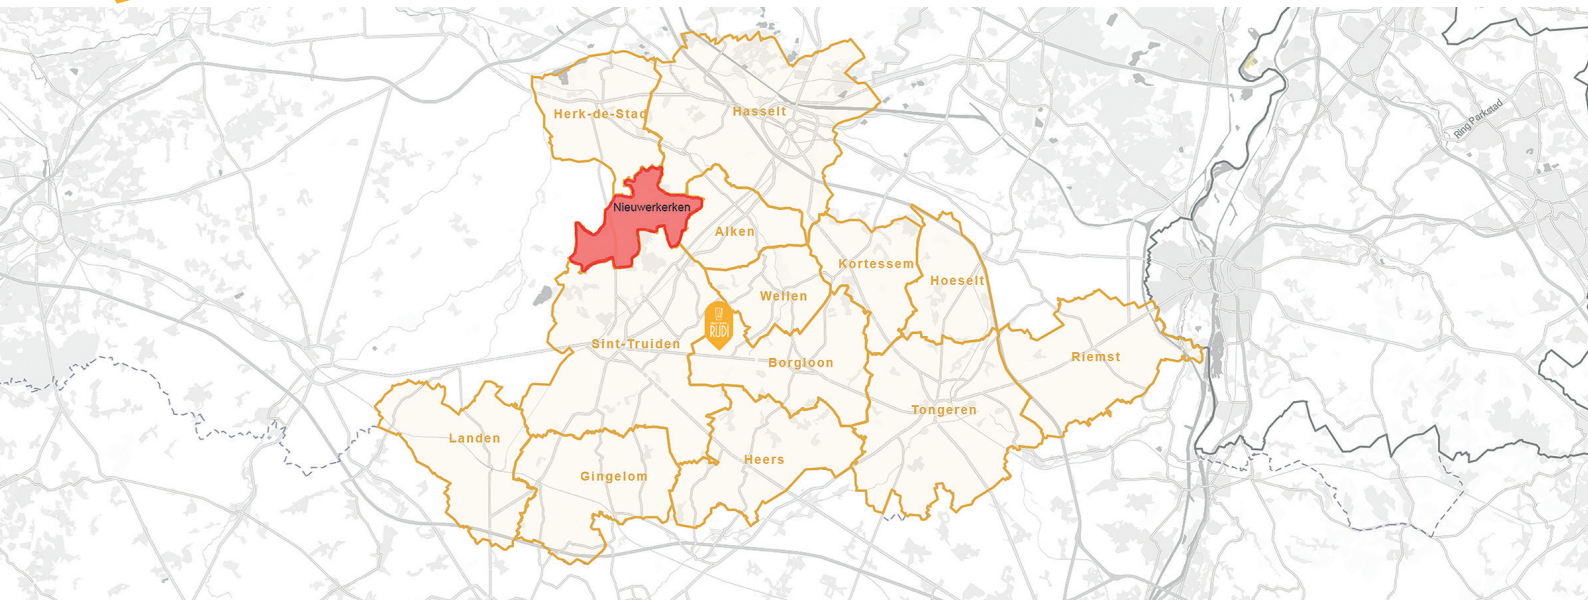 Herk-de-Stad
Hasselt
Ring Parkstad
Nieuwerkerken
Alken
Kortessem
Hoeselt
Wellen
RUDI
Sint-Truiden
Borgloon
Riemst
Tongeren
Landen
Heers
Gingelom